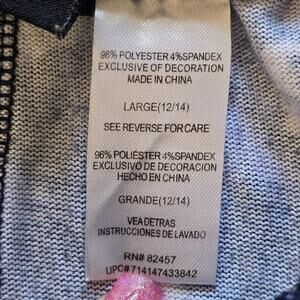 96% POLYESTER 4%SPANDEX
EXCLUSIVE OF DECORATION
MADE IN CHINA
LARGE(12/14)
SEE REVERSE FOR CARE
96% POLIÉSTER 4%SPANDEX
EXCLUSIVO DE DECORACION
HECHO EN CHINA
GRANDE(12/14)
VEA DETRAS
INSTRUCCIONES DE LAVADO
RN# 82457
UPC#714147433842